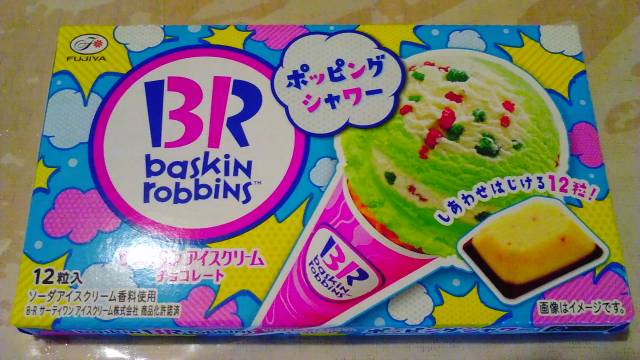 FUJIYA
ポッピング
シャワー
BR
baskin
robbins™
しあわせはじける12粒!
BR
baskin
robbins
アイスクリーム
チョコレート
12粒入
ソーダアイスクリーム香料使用
B-R サーティワン アイスクリーム株式会社 商品化許諾済
画像はイメージです。